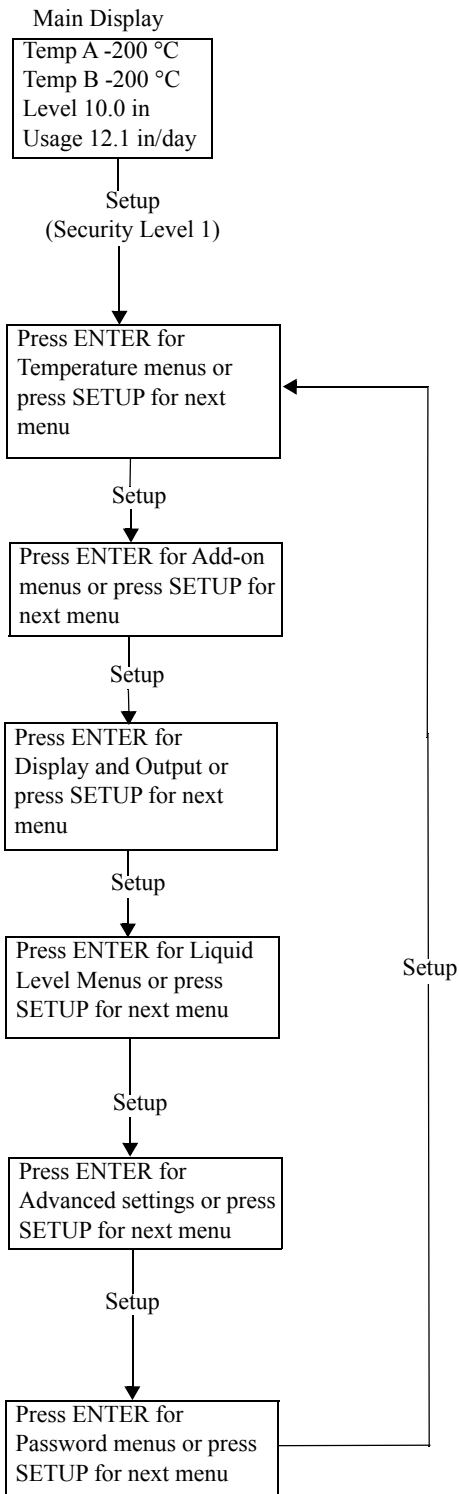 Main Display
Temp A -200 °C
Temp B -200 °C
Level 10.0 in
Usage 12.1 in/day
Setup
(Security Level 1)
Press ENTER for
Temperature menus or
press SETUP for next
menu
Setup
Press ENTER for Add-on
menus or press SETUP for
next menu
Setup
Press ENTER for
Display and Output or
press SETUP for next
menu
Setup
Press ENTER for Liquid
Level Menus or press
SETUP for next menu
Setup
Setup
Press ENTER for
Advanced settings or press
SETUP for next menu
Setup
Press ENTER for
Password menus or press
SETUP for next menu